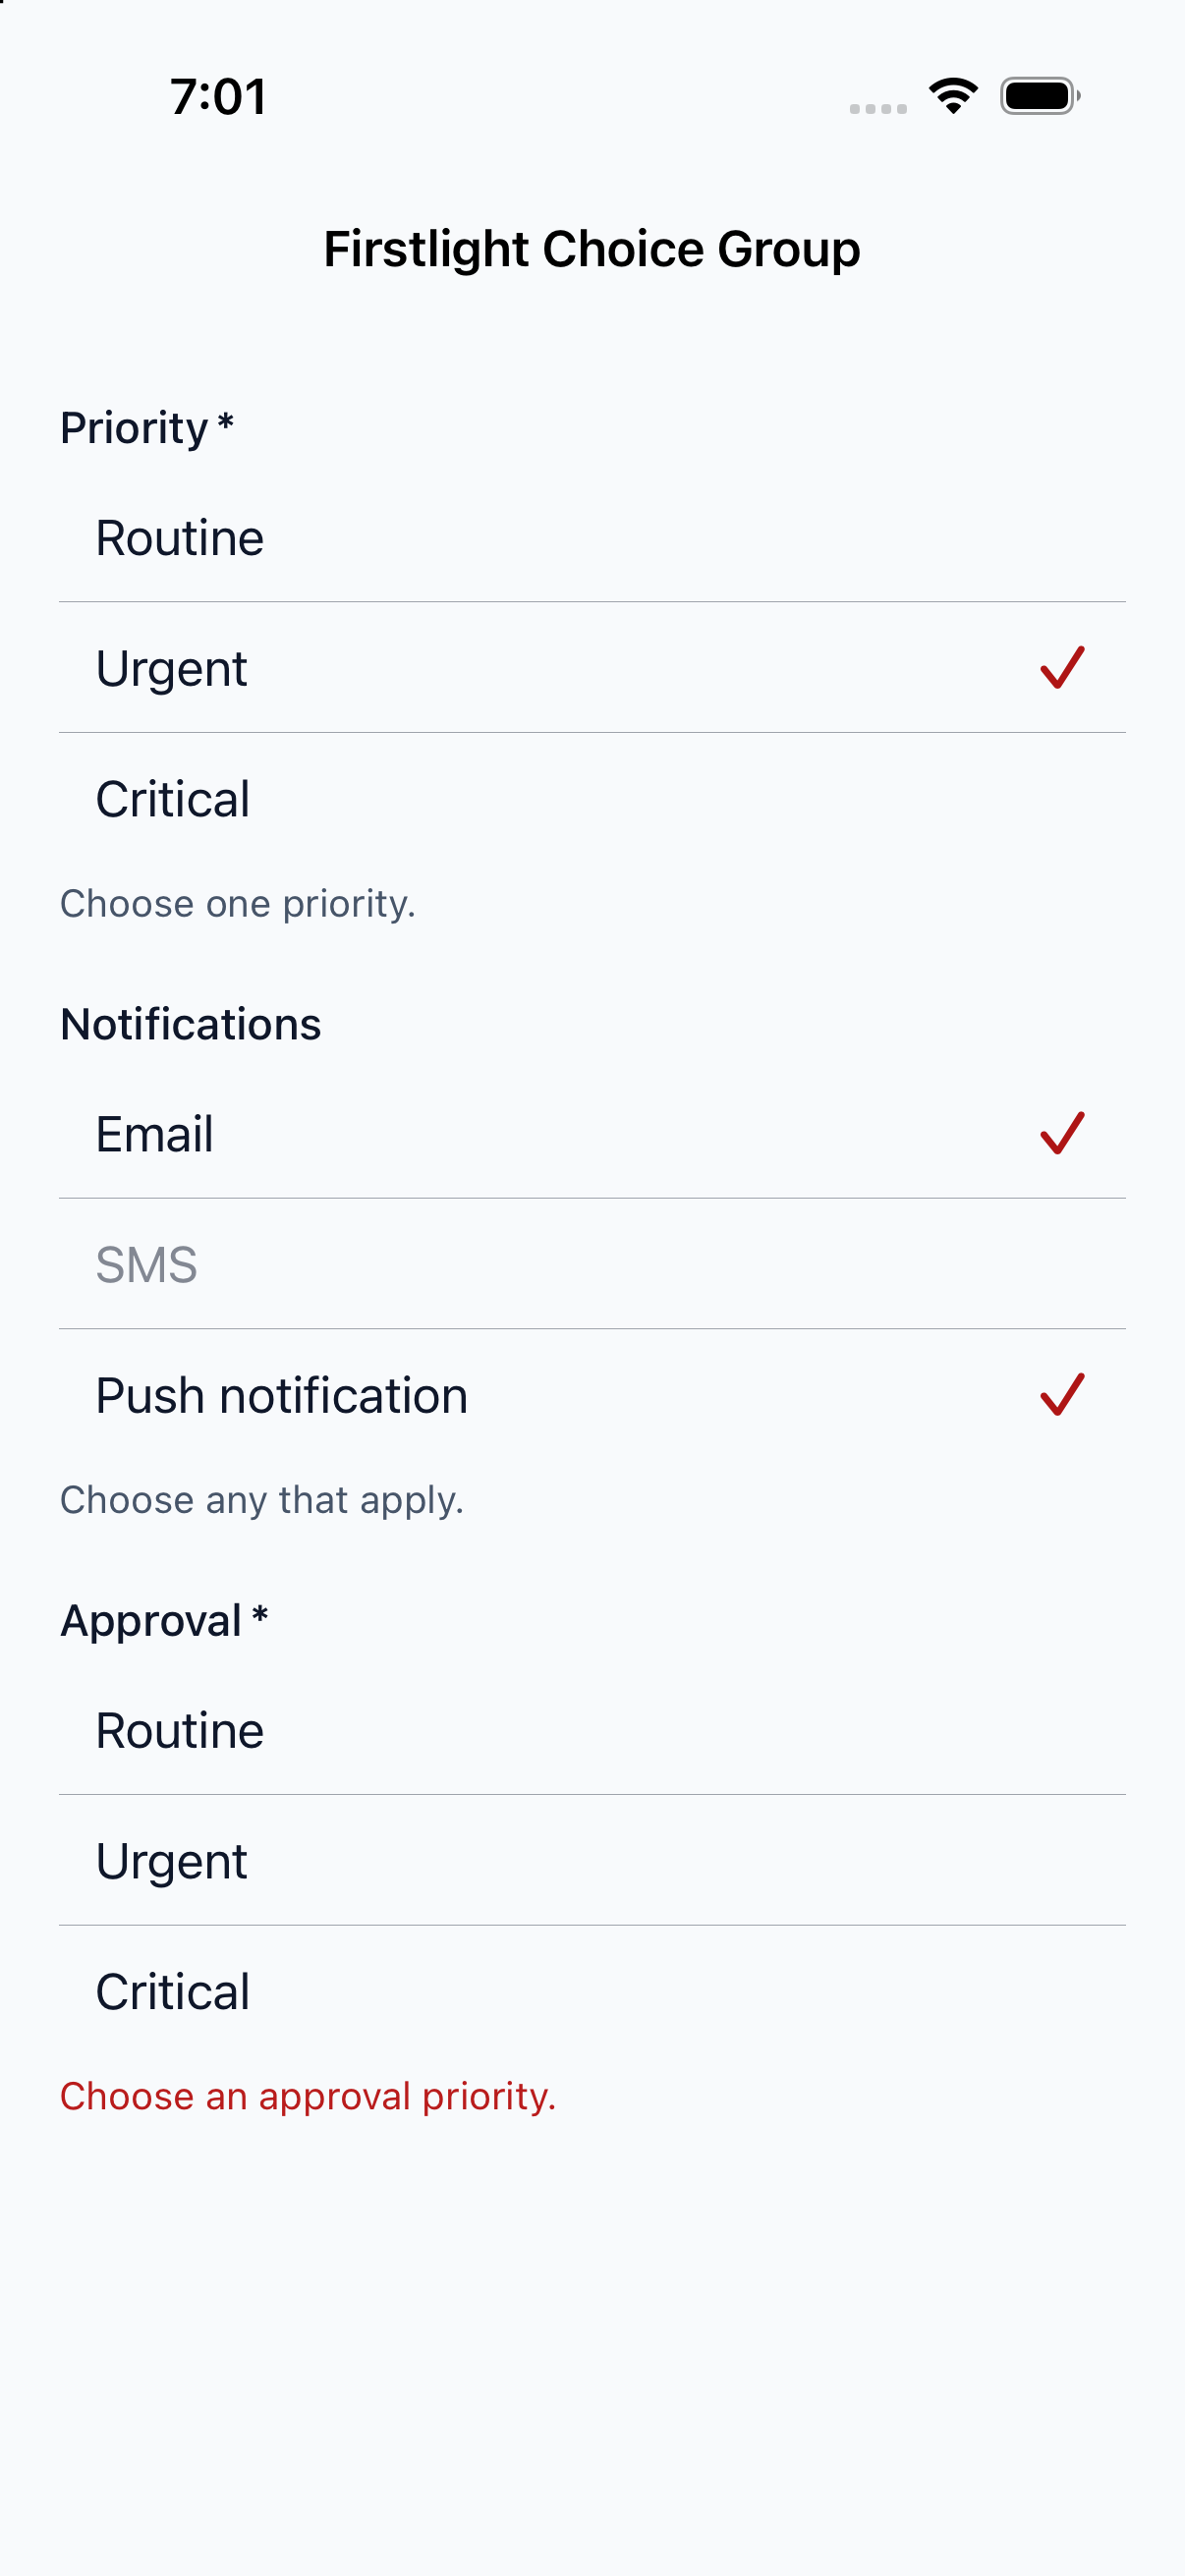 7:01
Firstlight Choice Group
Priority *
Routine
Urgent
Critical
Choose one priority.
Notifications
Email
SMS
Push notification
Choose any that apply.
Approval *
Routine
Urgent
Critical
Choose an approval priority.